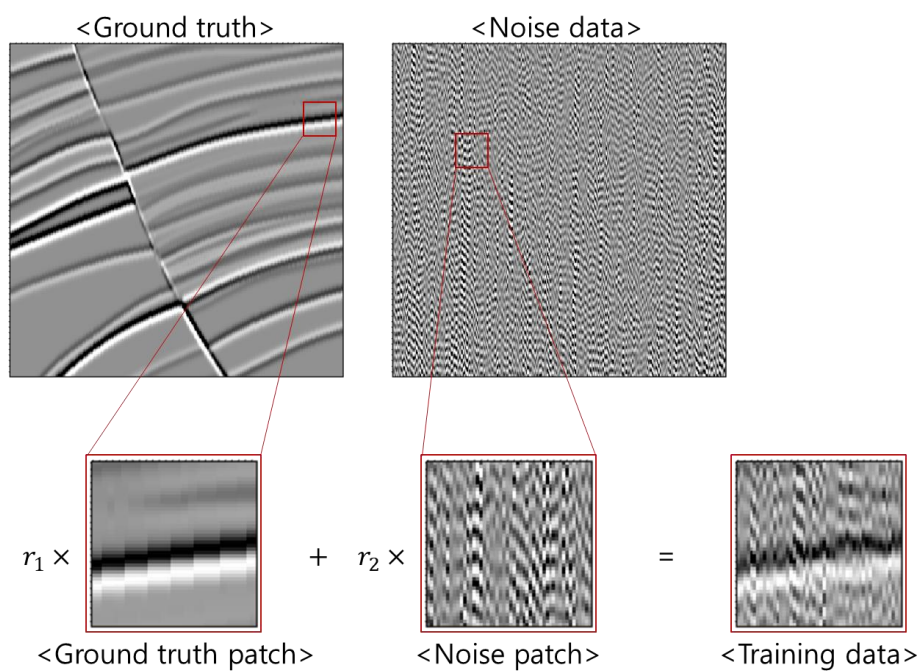 <Ground truth>
<Noise data>
r₁ ×
+
r₂ ×
=
<Ground truth patch>
<Noise patch>
<Training data>